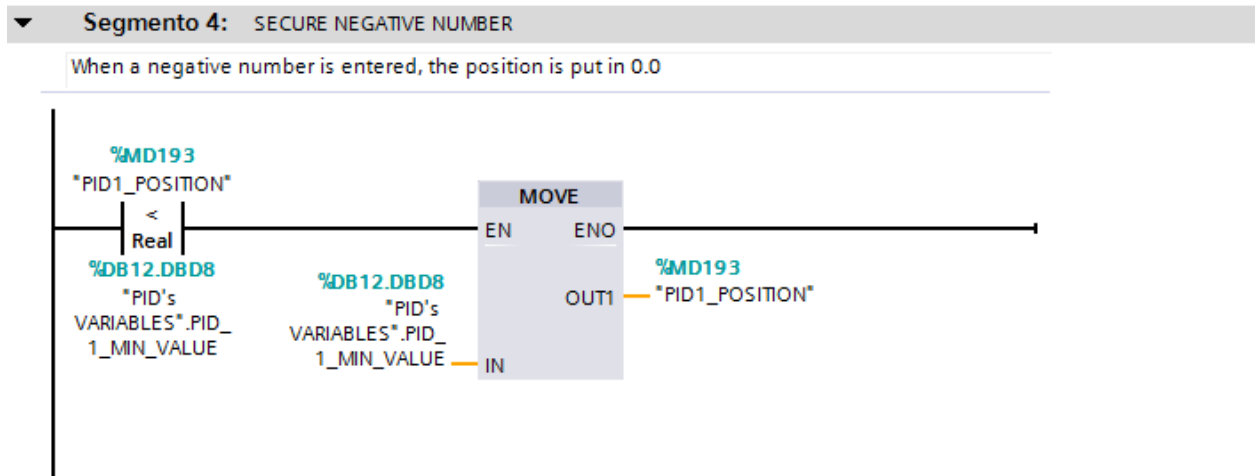 Segmento 4: SECURE NEGATIVE NUMBER
When a negative number is entered, the position is put in 0.0
%MD193
"PID1_POSITION"
<
Real
%DB12.DBD8
"PID's
VARIABLES".PID_
1_MIN_VALUE
MOVE
EN ENO
%DB12.DBD8
"PID's
VARIABLES".PID_
1_MIN_VALUE
IN
OUT1
%MD193
"PID1_POSITION"